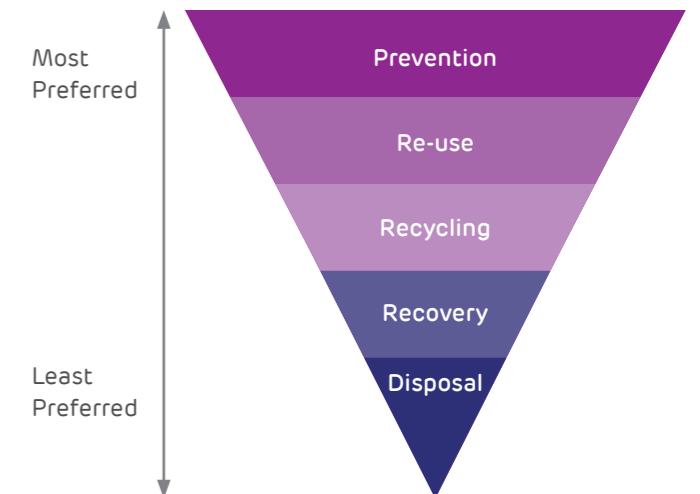 Most
Preferred
Prevention
Re-use
Recycling
Recovery
Disposal
Least
Preferred